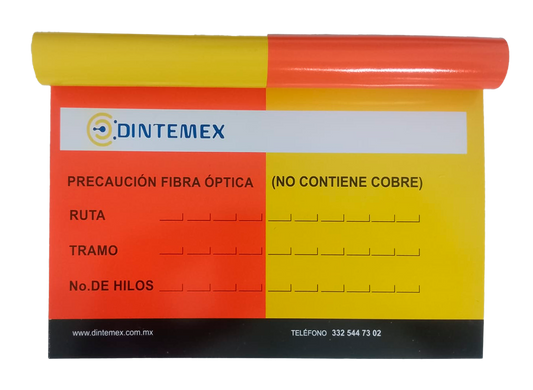 DINTEMEX
PRECAUCIÓN FIBRA ÓPTICA (NO CONTIENE COBRE)
RUTA
TRAMO
No.DE HILOS
www.dintemex.com.mx TELÉFONO 332 544 73 02